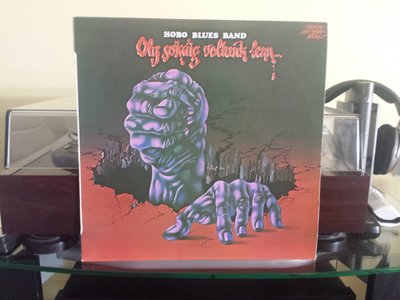 HOBO BLUES BAND
Oly sokáig voltunk lenn...